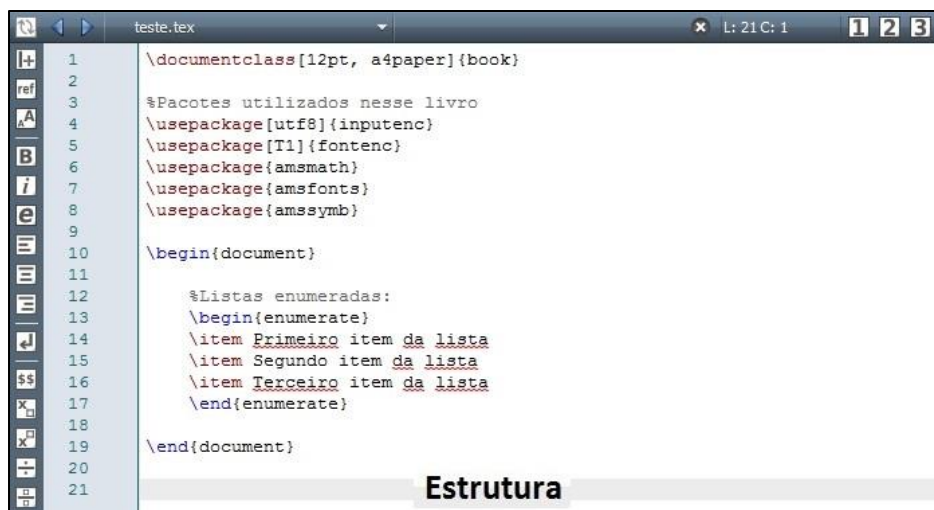 teste.tex L: 21 C: 1 1 2 3
1 \documentclass[12pt, a4paper]{book}
2
3 %Pacotes utilizados nesse livro
4 \usepackage[utf8]{inputenc}
5 \usepackage[T1]{fontenc}
6 \usepackage{amsmath}
7 \usepackage{amsfonts}
8 \usepackage{amssymb}
9
10 \begin{document}
11
12 %Listas enumeradas:
13 \begin{enumerate}
14 \item Primeiro item da lista
15 \item Segundo item da lista
16 \item Terceiro item da lista
17 \end{enumerate}
18
19 \end{document}
20
21
Estrutura
ref
A A
B
i
e
$$
x
x